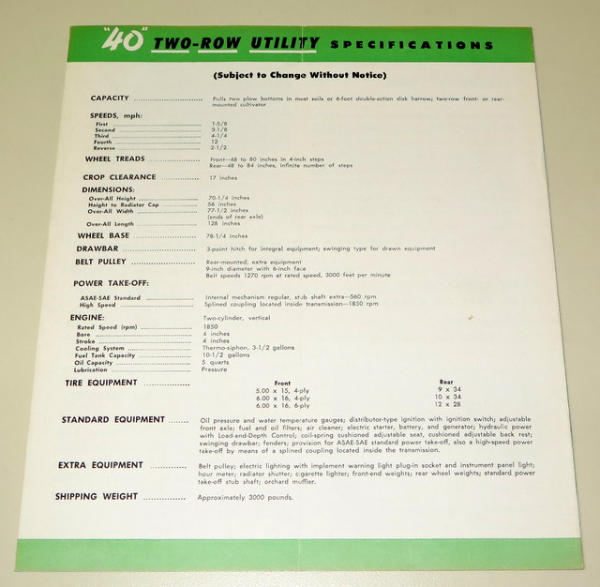 "40" TWO-ROW UTILITY SPECIFICATIONS
(Subject to Change Without Notice)
CAPACITY Pulls two plow bottoms in most soils or 6-foot double-action disk harrow; two-row front- or rear-
mounted cultivator
SPEEDS, mph:
First 1-5/8
Second 3-1/8
Third 4-1/4
Fourth 12
Reverse 2-1/2
WHEEL TREADS Front—48 to 80 inches in 4-inch steps
Rear—48 to 84 inches, infinite number of steps
CROP CLEARANCE 17 inches
DIMENSIONS:
Over-All Height 70-1/4 inches
Height to Radiator Cap 56 inches
Over-All Width 77-1/2 inches
(ends of rear axle)
Over-All Length 128 inches
WHEEL BASE 78-1/4 inches
DRAWBAR 3-point hitch for integral equipment; swinging type for drawn equipment
BELT PULLEY Rear-mounted, extra equipment
9-inch diameter with 6-inch face
Belt speeds 1270 rpm at rated speed, 3000 feet per minute
POWER TAKE-OFF:
ASAE-SAE Standard Internal mechanism regular, stub shaft extra—560 rpm
High Speed Splined coupling located inside transmission—1850 rpm
ENGINE: Two-cylinder, vertical
Rated Speed (rpm) 1850
Bore 4 inches
Stroke 4 inches
Cooling System Thermo-siphon, 3-1/2 gallons
Fuel Tank Capacity 10-1/2 gallons
Oil Capacity 5 quarts
Lubrication Pressure
TIRE EQUIPMENT Front Rear
5.00 x 15, 4-ply 9 x 34
6.00 x 16, 4-ply 10 x 34
6.00 x 16, 6-ply 12 x 28
STANDARD EQUIPMENT Oil pressure and water temperature gauges; distributor-type ignition with ignition switch; adjustable
front axle; fuel and oil filters; air cleaner; electric starter, battery, and generator; hydraulic power
with Load-and-Depth Control; coil-spring cushioned adjustable seat, cushioned adjustable back rest;
swinging drawbar; fenders; provision for ASAE-SAE standard power take-off, also a high-speed power
take-off by means of a splined coupling located inside the transmission.
EXTRA EQUIPMENT Belt pulley; electric lighting with implement warning light plug-in socket and instrument panel light;
hour meter; radiator shutter; cigarette lighter; front-end weights; rear wheel weights; standard power
take-off stub shaft; orchard muffler.
SHIPPING WEIGHT Approximately 3000 pounds.